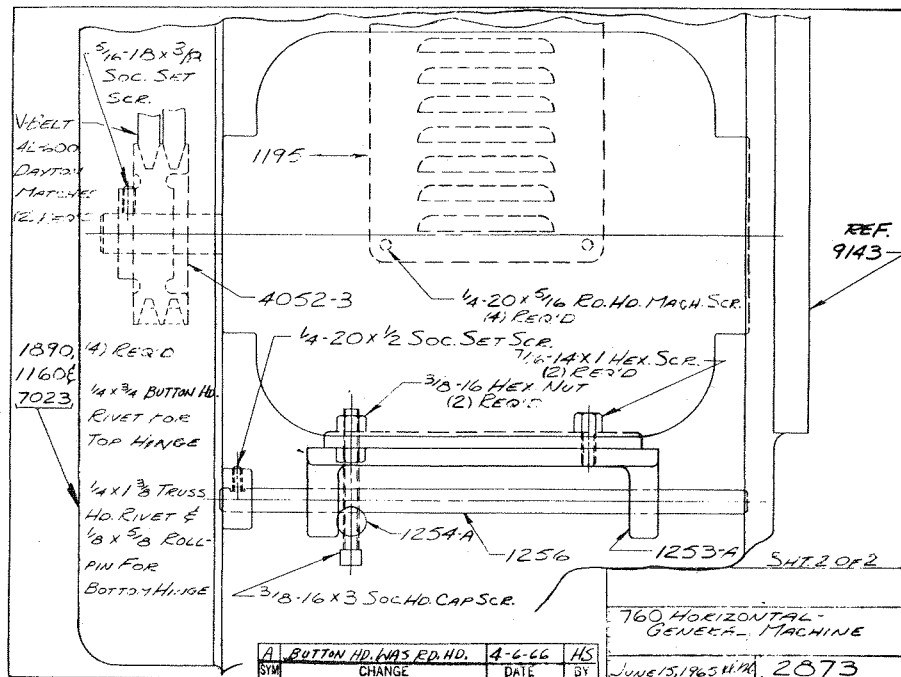 5/16-18 x 3/8
SOC. SET
SCR.
V-BELT
4L-600
DAYTON
MATCHED
(2) REQ'D
1195
REF.
9143
4052-3
1/4-20 x 5/16 RD. HD. MACH. SCR.
(4) REQ'D
1/4-20 x 1/2 SOC. SET SCR.
7/16-14 x 1 HEX. SCR.
(2) REQ'D
3/8-16 HEX. NUT
(2) REQ'D
1890,
1160 &
7023
(4) REQ'D
1/4 x 3/4 BUTTON HD.
RIVET FOR
TOP HINGE
1/4 x 1 3/8 TRUSS
HD. RIVET &
1/8 x 5/8 ROLL-
PIN FOR
BOTTOM HINGE
1254-A
1256
1253-A
3/8-16 x 3 SOC. HD. CAP SCR.
SHT. 2 OF 2
760 HORIZONTAL-
GENERAL MACHINE
JUNE 15, 1965
2873
A BUTTON HD. WAS RD. HD. 4-6-66 HS
SYM CHANGE DATE BY